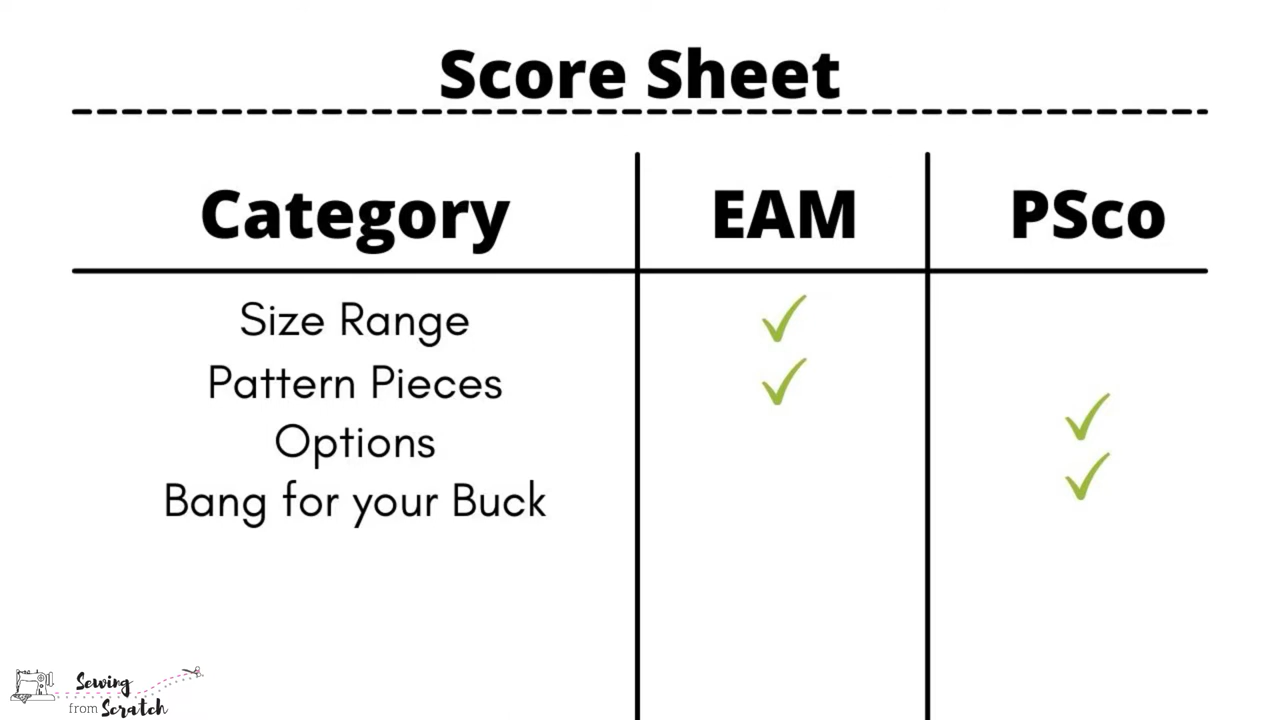 Score Sheet
Category EAM PSco
Size Range ✓
Pattern Pieces ✓
Options ✓
Bang for your Buck ✓
Sewing
from Scratch